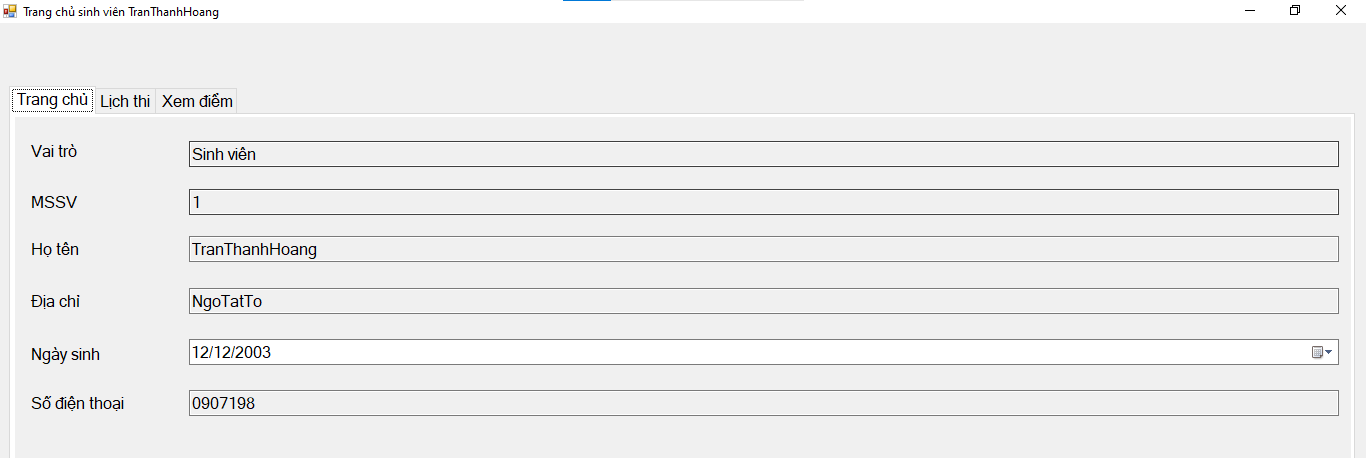 Trang chủ sinh viên TranThanhHoang
Trang chủ Lịch thi Xem điểm
Vai trò Sinh viên
MSSV 1
Họ tên TranThanhHoang
Địa chỉ NgoTatTo
Ngày sinh 12/12/2003
Số điện thoại 0907198